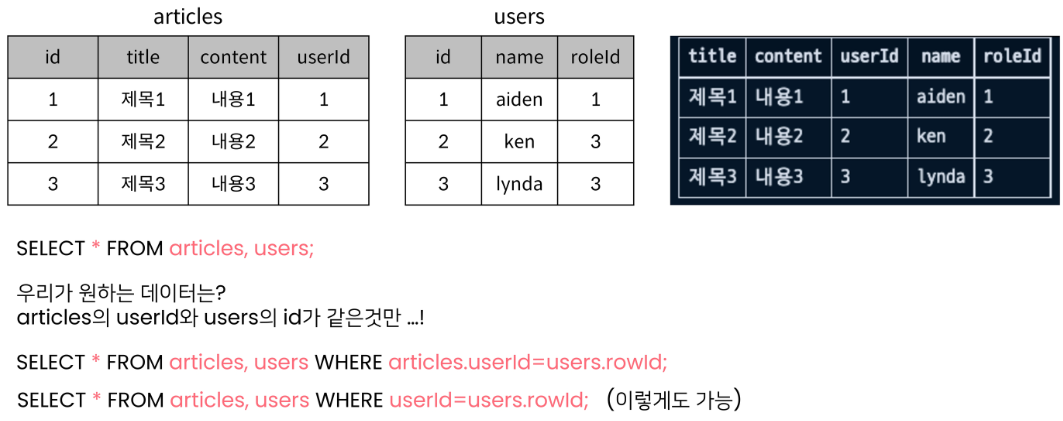 articles users
id title content userId
1 제목1 내용1 1
2 제목2 내용2 2
3 제목3 내용3 3
id name roleId
1 aiden 1
2 ken 3
3 lynda 3
title content userId name roleId
제목1 내용1 1 aiden 1
제목2 내용2 2 ken 2
제목3 내용3 3 lynda 3
SELECT * FROM articles, users;
우리가 원하는 데이터는?
articles의 userId와 users의 id가 같은것만 ...!
SELECT * FROM articles, users WHERE articles.userId=users.rowId;
SELECT * FROM articles, users WHERE userId=users.rowId; (이렇게도 가능)